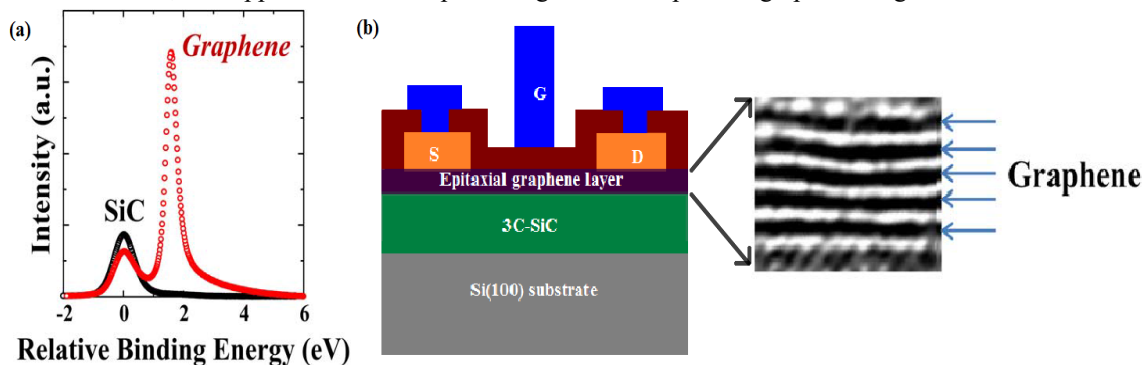 (a)
Graphene
SiC
Intensity (a.u.)
-2 0 2 4 6
Relative Binding Energy (eV)
(b)
G
S
D
Epitaxial graphene layer
3C-SiC
Si(100) substrate
Graphene